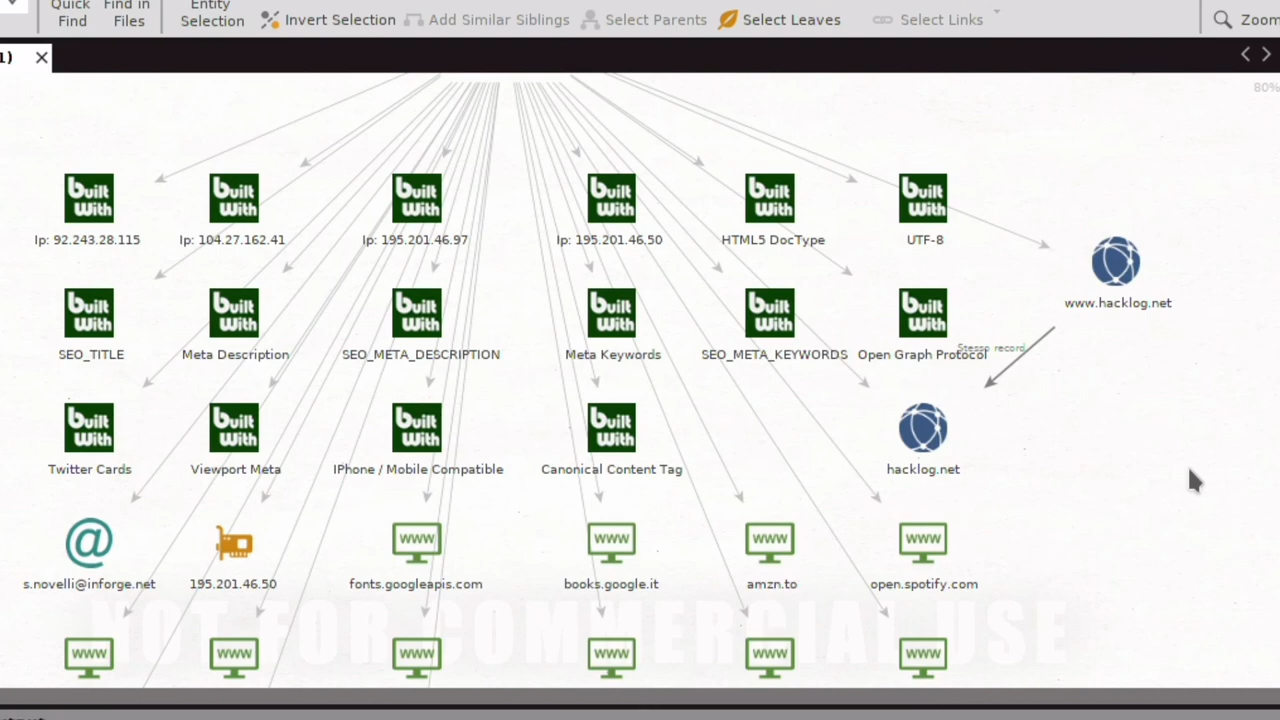 Quick
Find
Find in
Files
Entity
Selection
Invert Selection
Add Similar Siblings
Select Parents
Select Leaves
Select Links
Zoom
1)
80%
built With
built With
built With
built With
built With
built With
Ip: 92.243.28.115
Ip: 104.27.162.41
Ip: 195.201.46.97
Ip: 195.201.46.50
HTML5 DocType
UTF-8
www.hacklog.net
built With
built With
built With
built With
built With
built With
SEO_TITLE
Meta Description
SEO_META_DESCRIPTION
Meta Keywords
SEO_META_KEYWORDS
Open Graph Protocol
Stesso record
built With
built With
built With
built With
Twitter Cards
Viewport Meta
IPhone / Mobile Compatible
Canonical Content Tag
hacklog.net
@
www
www
www
www
s.novelli@inforge.net
195.201.46.50
fonts.googleapis.com
books.google.it
amzn.to
open.spotify.com
NOT FOR COMMERCIAL USE
www
www
www
www
www
www